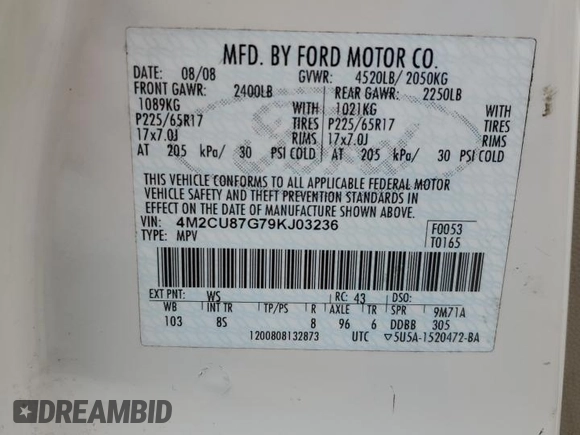 MFD. BY FORD MOTOR CO.
DATE: 08/08 GVWR: 4520LB/ 2050KG
FRONT GAWR: 2400LB REAR GAWR: 2250LB
1089KG 1021KG
P225/65R17 TIRES P225/65R17 TIRES
17x7.0J RIMS 17x7.0J RIMS
AT 205 kPa/ 30 PSI COLD AT 205 kPa/ 30 PSI COLD
THIS VEHICLE CONFORMS TO ALL APPLICABLE FEDERAL MOTOR
VEHICLE SAFETY AND THEFT PREVENTION STANDARDS IN
EFFECT ON THE DATE OF MANUFACTURE SHOWN ABOVE.
VIN: 4M2CU87G79KJ03236 F0053
TYPE: MPV T0165
EXT PNT: WS RC: 43 DSO:
WB INT TR TP/PS R AXLE TR SPR 9M71A
103 8S 8 96 6 DDBB 305
1200808132873 UTC ▽5U5A-1520472-BA
DREAMBID